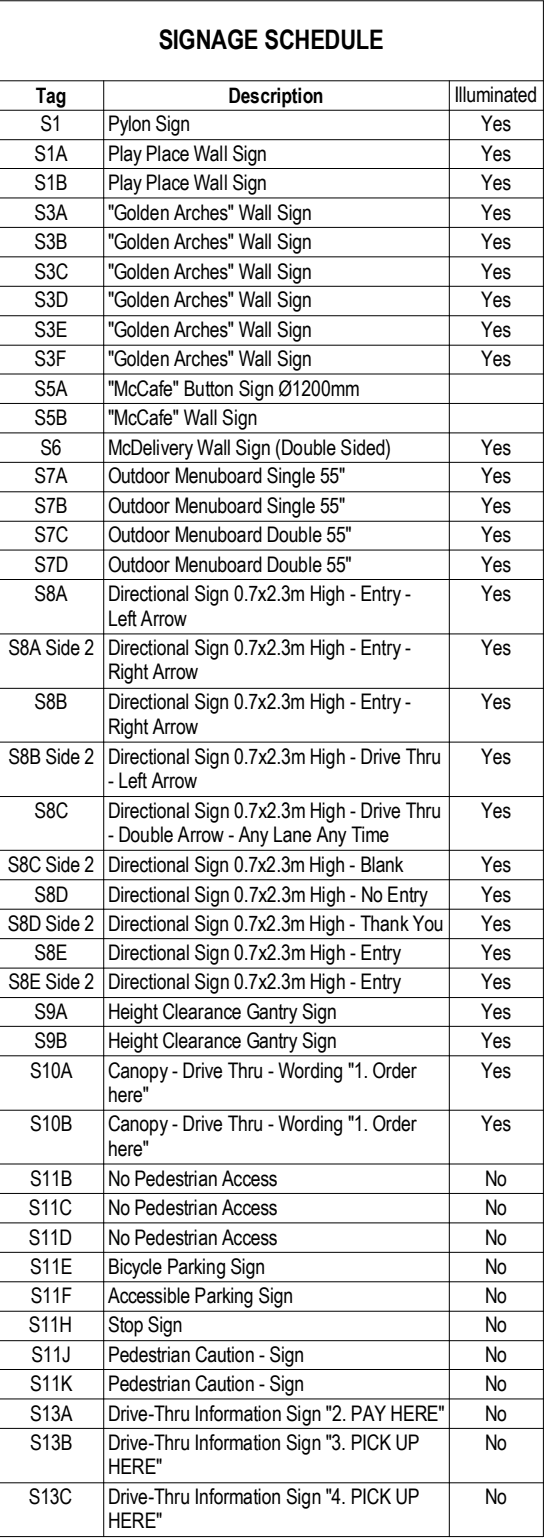 SIGNAGE SCHEDULE
Tag Description Illuminated
S1 Pylon Sign Yes
S1A Play Place Wall Sign Yes
S1B Play Place Wall Sign Yes
S3A "Golden Arches" Wall Sign Yes
S3B "Golden Arches" Wall Sign Yes
S3C "Golden Arches" Wall Sign Yes
S3D "Golden Arches" Wall Sign Yes
S3E "Golden Arches" Wall Sign Yes
S3F "Golden Arches" Wall Sign Yes
S5A "McCafe" Button Sign Ø1200mm
S5B "McCafe" Wall Sign
S6 McDelivery Wall Sign (Double Sided) Yes
S7A Outdoor Menuboard Single 55" Yes
S7B Outdoor Menuboard Single 55" Yes
S7C Outdoor Menuboard Double 55" Yes
S7D Outdoor Menuboard Double 55" Yes
S8A Directional Sign 0.7x2.3m High - Entry - Yes
Left Arrow
S8A Side 2 Directional Sign 0.7x2.3m High - Entry - Yes
Right Arrow
S8B Directional Sign 0.7x2.3m High - Entry - Yes
Right Arrow
S8B Side 2 Directional Sign 0.7x2.3m High - Drive Thru Yes
- Left Arrow
S8C Directional Sign 0.7x2.3m High - Drive Thru Yes
- Double Arrow - Any Lane Any Time
S8C Side 2 Directional Sign 0.7x2.3m High - Blank Yes
S8D Directional Sign 0.7x2.3m High - No Entry Yes
S8D Side 2 Directional Sign 0.7x2.3m High - Thank You Yes
S8E Directional Sign 0.7x2.3m High - Entry Yes
S8E Side 2 Directional Sign 0.7x2.3m High - Entry Yes
S9A Height Clearance Gantry Sign Yes
S9B Height Clearance Gantry Sign Yes
S10A Canopy - Drive Thru - Wording "1. Order Yes
here"
S10B Canopy - Drive Thru - Wording "1. Order Yes
here"
S11B No Pedestrian Access No
S11C No Pedestrian Access No
S11D No Pedestrian Access No
S11E Bicycle Parking Sign No
S11F Accessible Parking Sign No
S11H Stop Sign No
S11J Pedestrian Caution - Sign No
S11K Pedestrian Caution - Sign No
S13A Drive-Thru Information Sign "2. PAY HERE" No
S13B Drive-Thru Information Sign "3. PICK UP No
HERE"
S13C Drive-Thru Information Sign "4. PICK UP No
HERE"